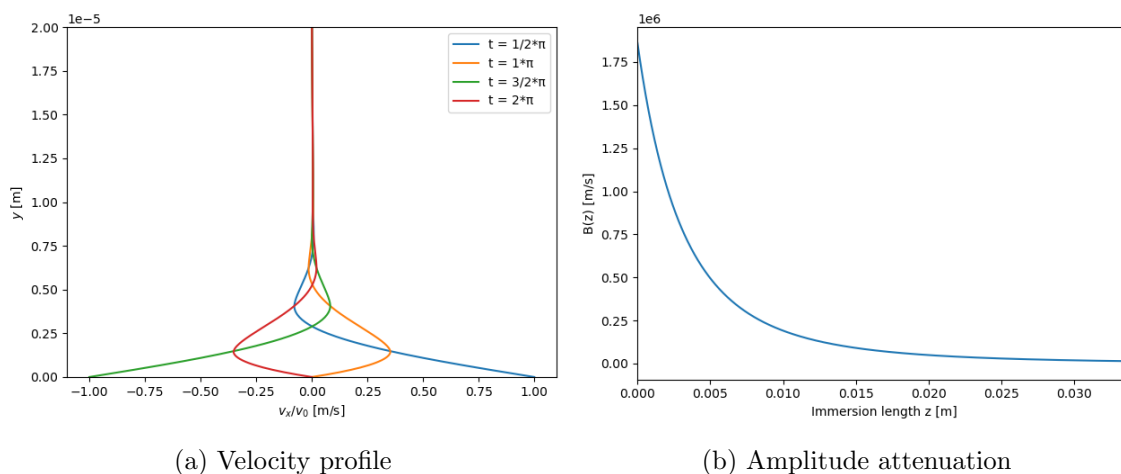 1e−5
2.00
1.75
1.50
1.25
1.00
0.75
0.50
0.25
0.00
y [m]
−1.00 −0.75 −0.50 −0.25 0.00 0.25 0.50 0.75 1.00
vₓ/v₀ [m/s]
t = 1/2*π
t = 1*π
t = 3/2*π
t = 2*π
(a) Velocity profile
1e6
1.75
1.50
1.25
1.00
0.75
0.50
0.25
0.00
B(z) [m/s]
0.000 0.005 0.010 0.015 0.020 0.025 0.030
Immersion length z [m]
(b) Amplitude attenuation